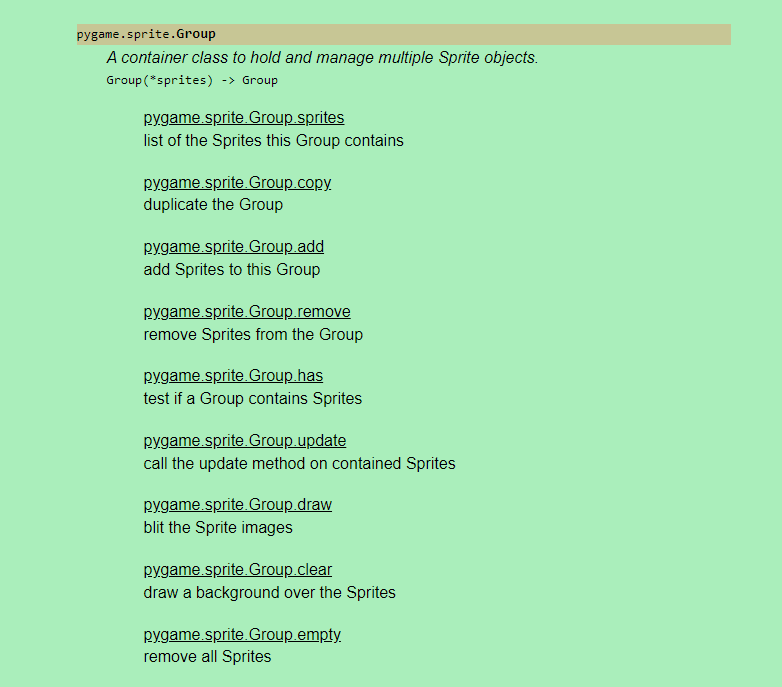 pygame.sprite.Group
A container class to hold and manage multiple Sprite objects.
Group(*sprites) -> Group
pygame.sprite.Group.sprites
list of the Sprites this Group contains
pygame.sprite.Group.copy
duplicate the Group
pygame.sprite.Group.add
add Sprites to this Group
pygame.sprite.Group.remove
remove Sprites from the Group
pygame.sprite.Group.has
test if a Group contains Sprites
pygame.sprite.Group.update
call the update method on contained Sprites
pygame.sprite.Group.draw
blit the Sprite images
pygame.sprite.Group.clear
draw a background over the Sprites
pygame.sprite.Group.empty
remove all Sprites